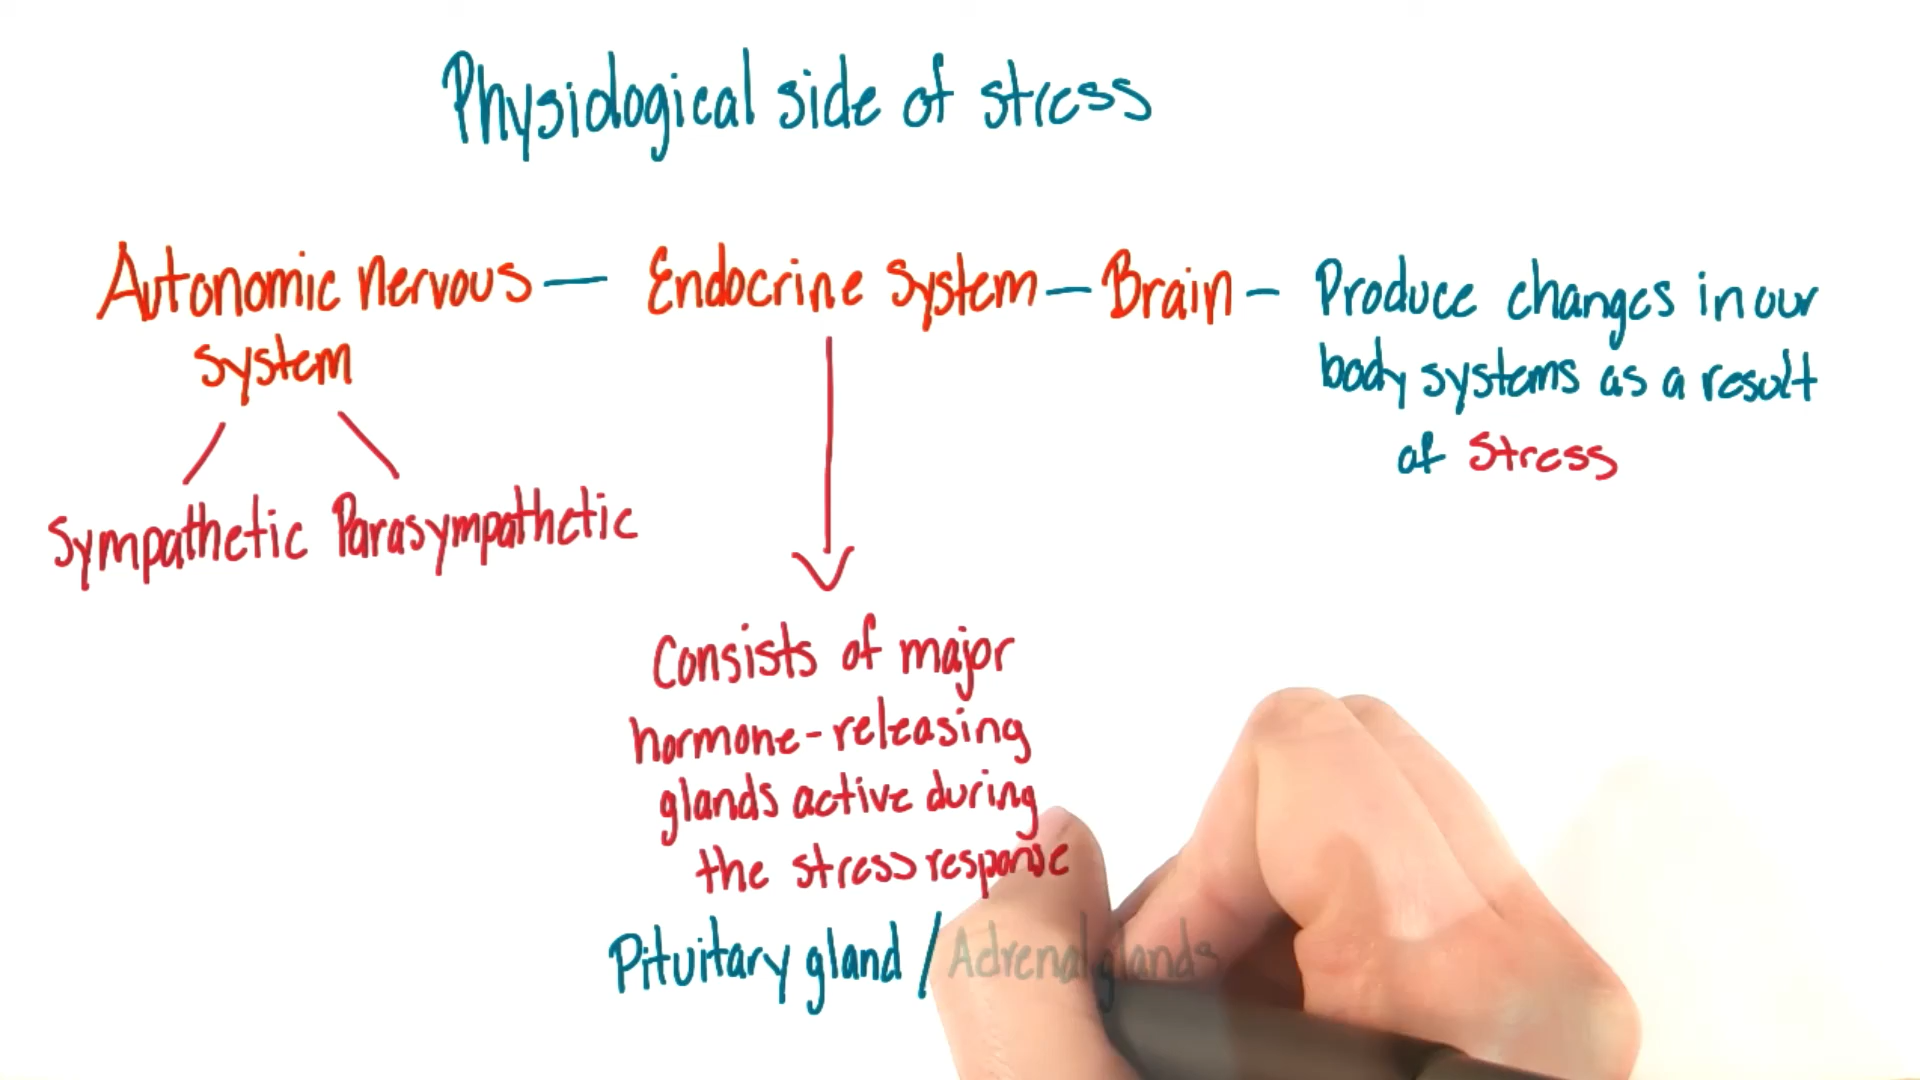 Physiological side of stress
Autonomic nervous — Endocrine System — Brain — Produce changes in our
system
body systems as a result
of Stress
Sympathetic Parasympathetic
Consists of major
hormone-releasing
glands active during
the stress response
Pituitary gland / Adrenal glands